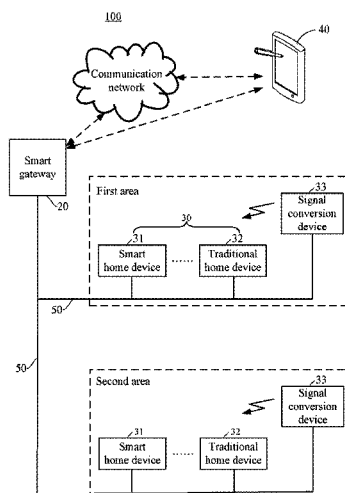 100
40
Communication
network
Smart
gateway
20
First area
33
Signal
conversion
device
30
31
32
Smart
home device
......
Traditional
home device
50
50
Second area
33
Signal
conversion
device
31
32
Smart
home device
......
Traditional
home device